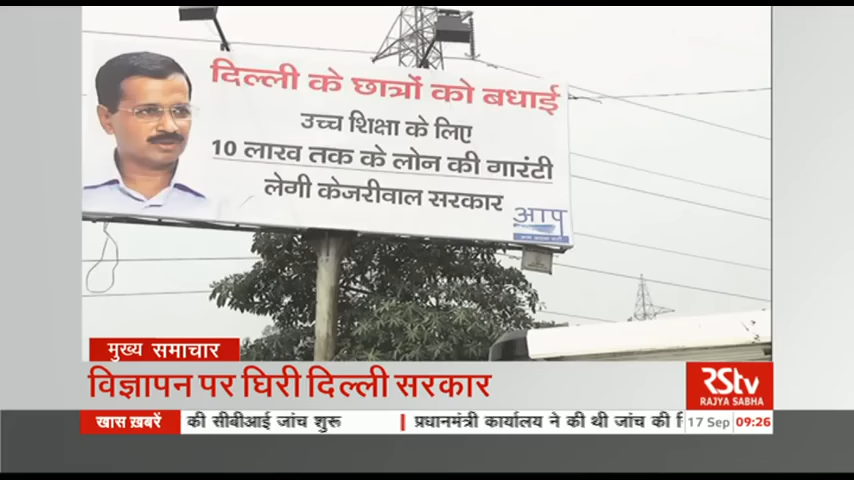 दिल्ली के छात्रों को बधाई
उच्च शिक्षा के लिए
10 लाख तक के लोन की गारंटी
लेगी केजरीवाल सरकार
आप
मुख्य समाचार
विज्ञापन पर घिरी दिल्ली सरकार
RStv
RAJYA SABHA
खास ख़बरें की सीबीआई जांच शुरू | प्रधानमंत्री कार्यालय ने की थी जांच की 17 Sep 09:26